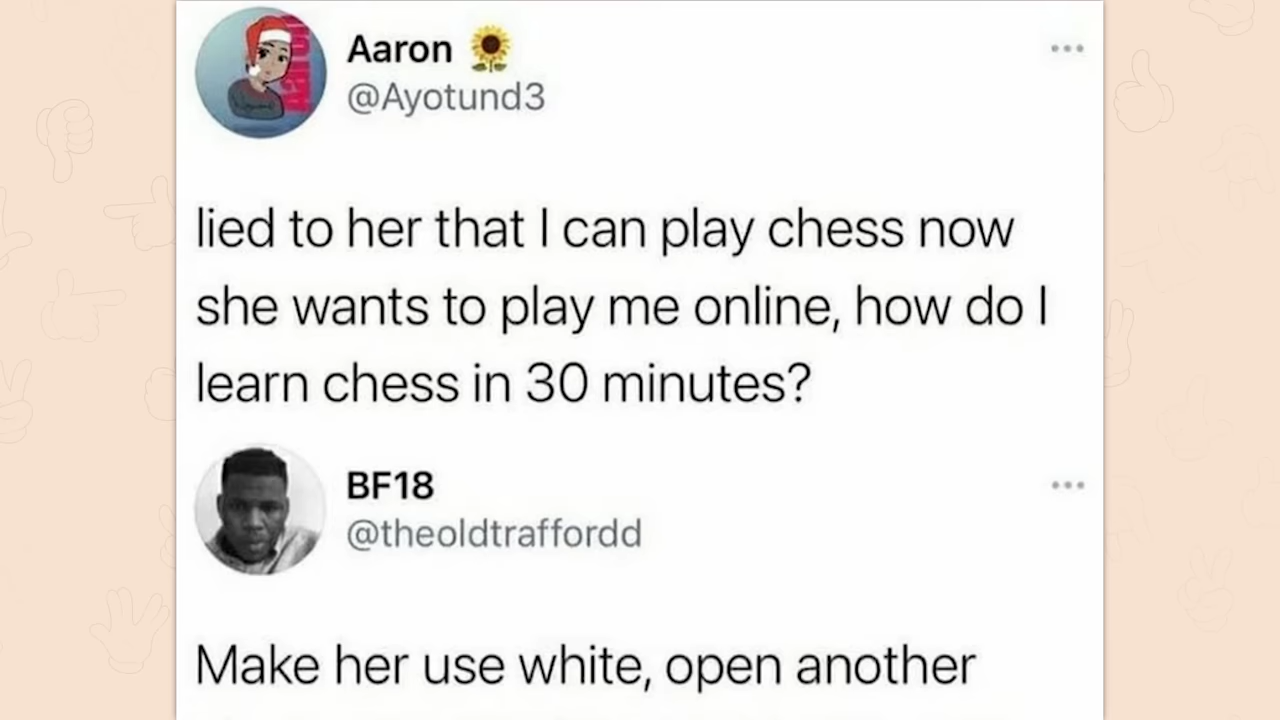 Aaron 🌻
@Ayotund3
lied to her that I can play chess now
she wants to play me online, how do I
learn chess in 30 minutes?
BF18
@theoldtraffordd
Make her use white, open another